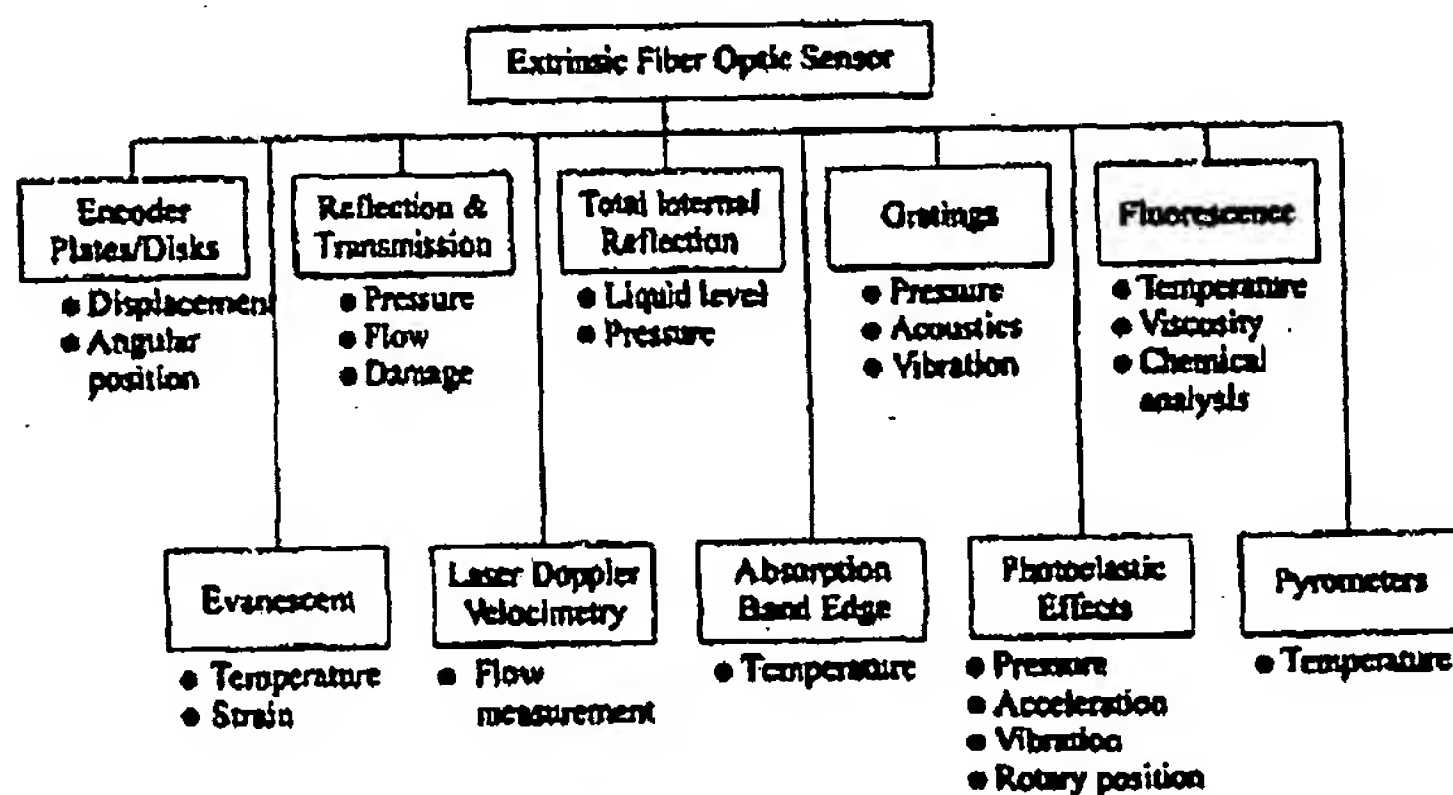 Extrinsic Fiber Optic Sensor
Encoder
Plates/Disks
● Displacement
● Angular
position
Reflection &
Transmission
● Pressure
● Flow
● Damage
Total Internal
Reflection
● Liquid level
● Pressure
Gratings
● Pressure
● Acoustics
● Vibration
Fluorescence
● Temperature
● Viscosity
● Chemical
analysis
Evanescent
● Temperature
● Strain
Laser Doppler
Velocimetry
● Flow
measurement
Absorption
Band Edge
● Temperature
Photoelastic
Effects
● Pressure
● Acceleration
● Vibration
● Rotary position
Pyrometers
● Temperature